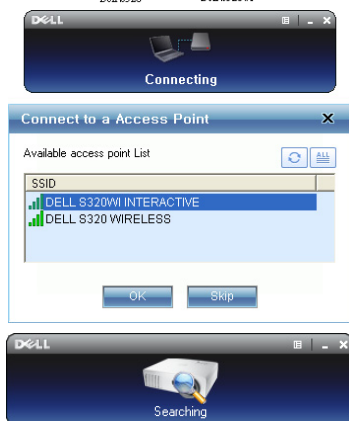 DELL
Connecting
Connect to a Access Point
Available access point List
ALL
SSID
DELL S320WI INTERACTIVE
DELL S320 WIRELESS
OK Skip
DELL
Searching